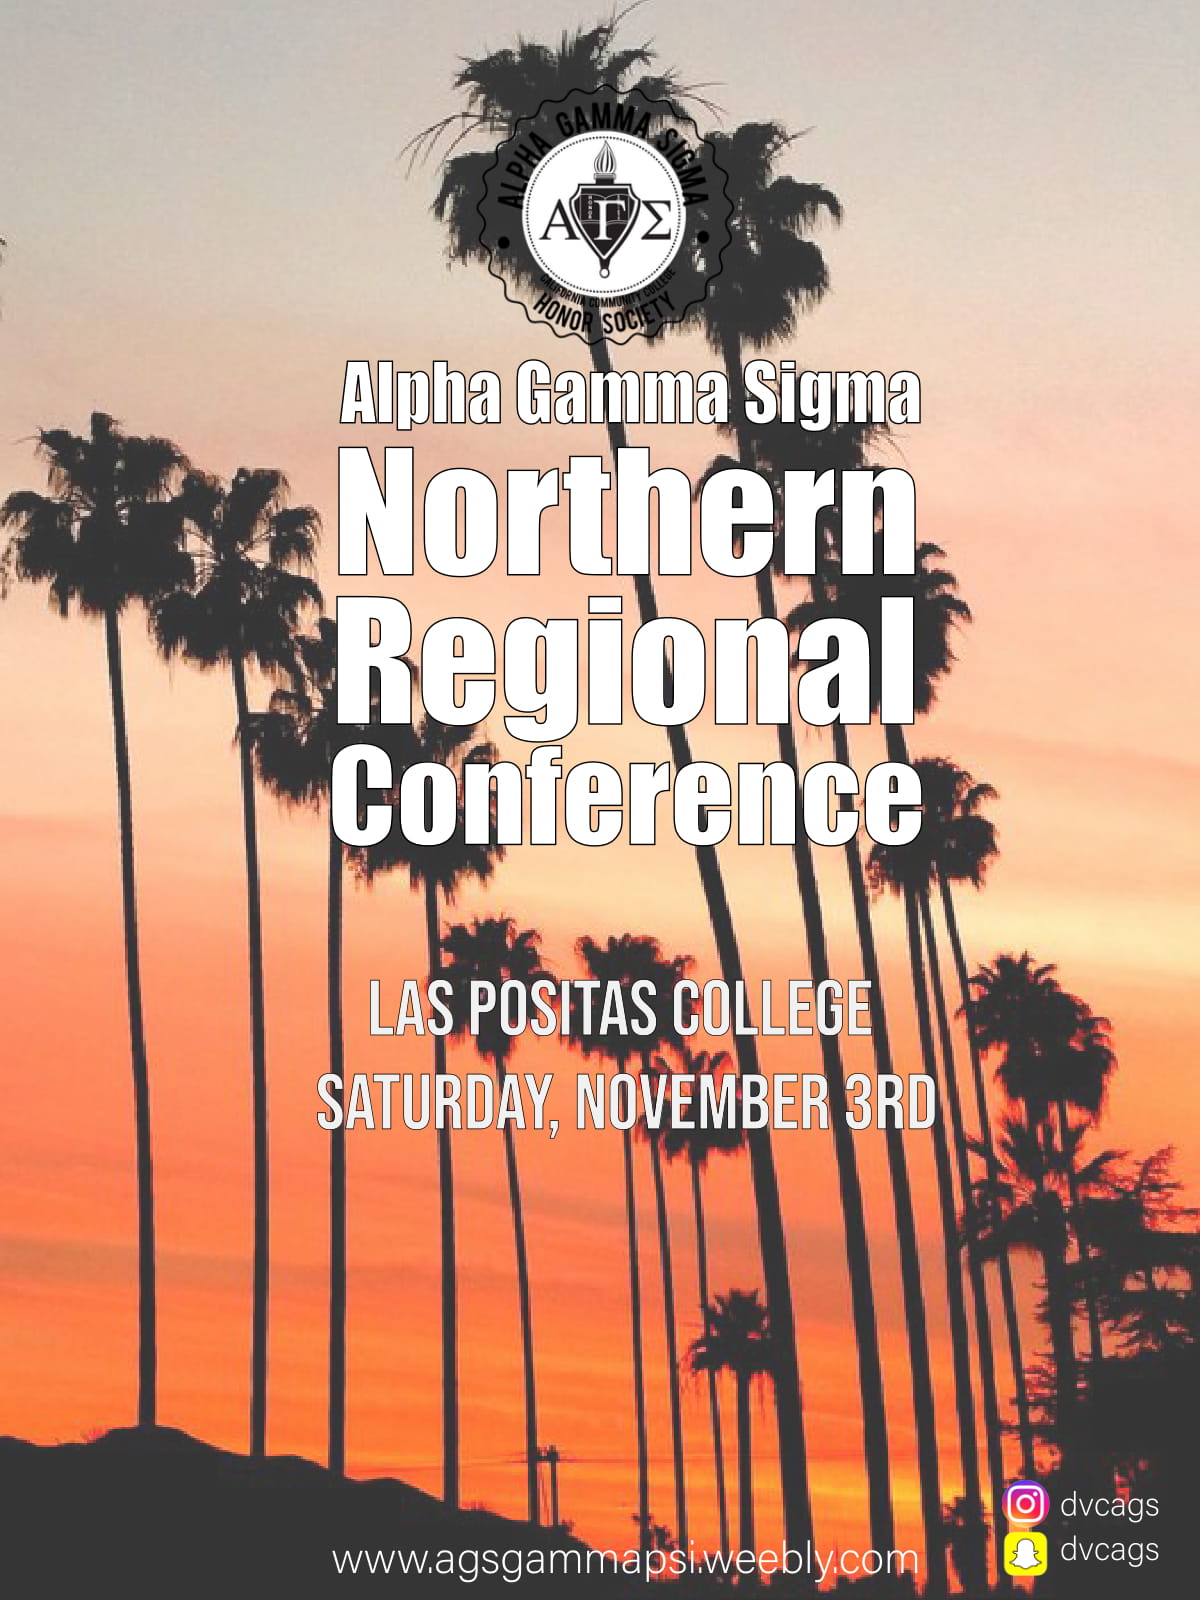 ALPHA GAMMA SIGMA
Α Γ Σ
CALIFORNIA COMMUNITY COLLEGE
HONOR SOCIETY
Alpha Gamma Sigma
Northern
Regional
Conference
LAS POSITAS COLLEGE
SATURDAY, NOVEMBER 3RD
dvcags
dvcags
www.agsgammapsi.weebly.com